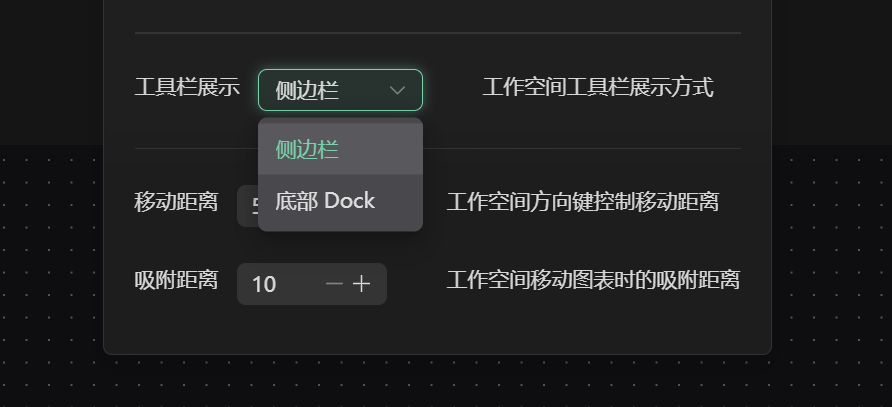 工具栏展示 侧边栏 工作空间工具栏展示方式
侧边栏
底部 Dock
移动距离 工作空间方向键控制移动距离
吸附距离 10 工作空间移动图表时的吸附距离